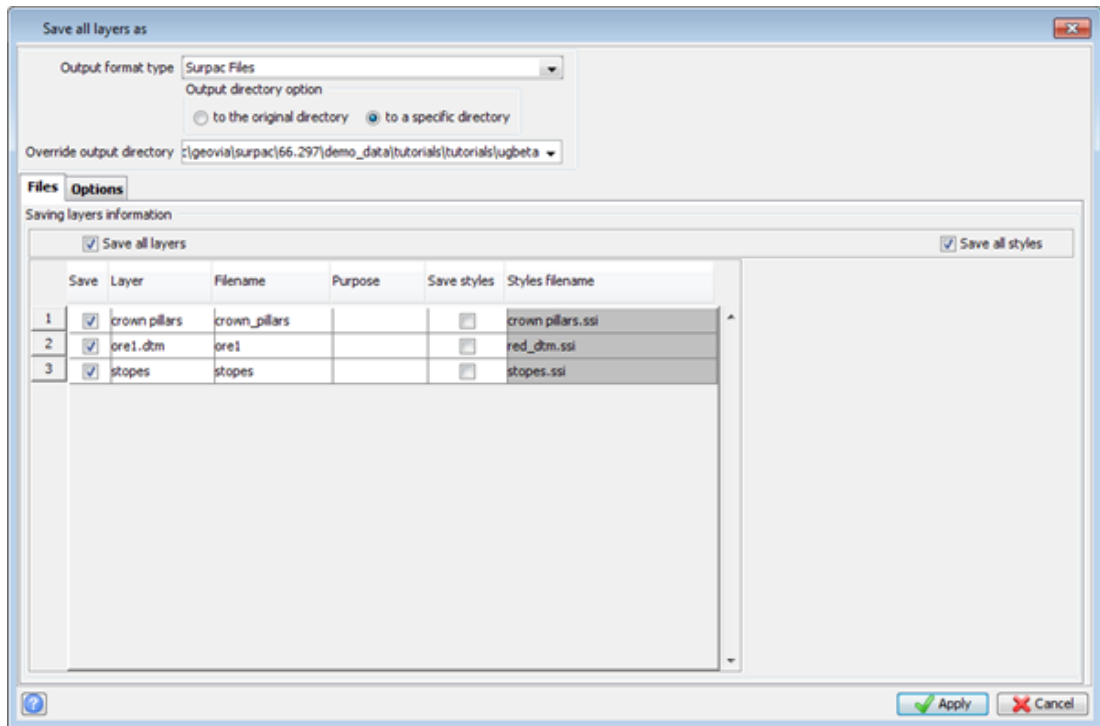 Save all layers as
Output format type Surpac Files
Output directory option
to the original directory to a specific directory
Override output directory :\geovia\surpac\66.297\demo_data\tutorials\tutorials\ugbeta
Files Options
Saving layers information
Save all layers Save all styles
Save Layer Filename Purpose Save styles Styles filename
1 crown pillars crown_pillars crown pillars.ssi
2 ore1.dtm ore1 red_dtm.ssi
3 stopes stopes stopes.ssi
? Apply Cancel